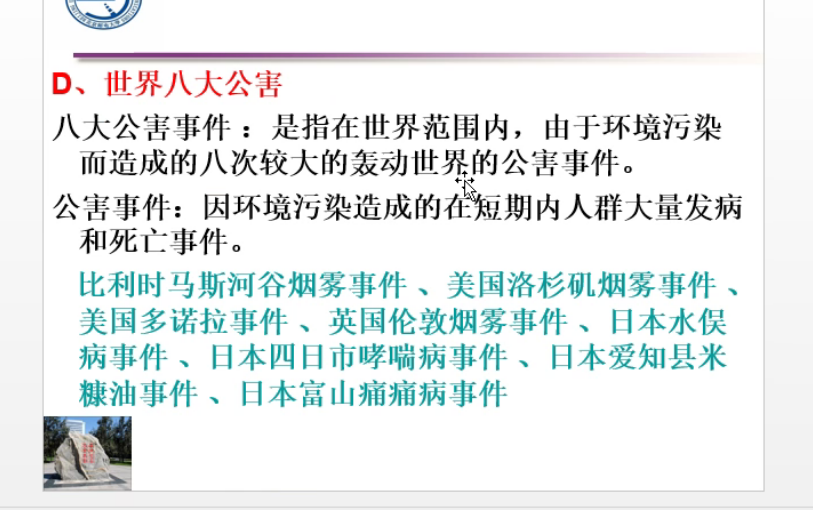 D、世界八大公害
八大公害事件：是指在世界范围内，由于环境污染
而造成的八次较大的轰动世界的公害事件。
公害事件：因环境污染造成的在短期内人群大量发病
和死亡事件。
比利时马斯河谷烟雾事件、美国洛杉矶烟雾事件、
美国多诺拉事件、英国伦敦烟雾事件、日本水俣
病事件、日本四日市哮喘病事件、日本爱知县米
糠油事件、日本富山痛痛病事件